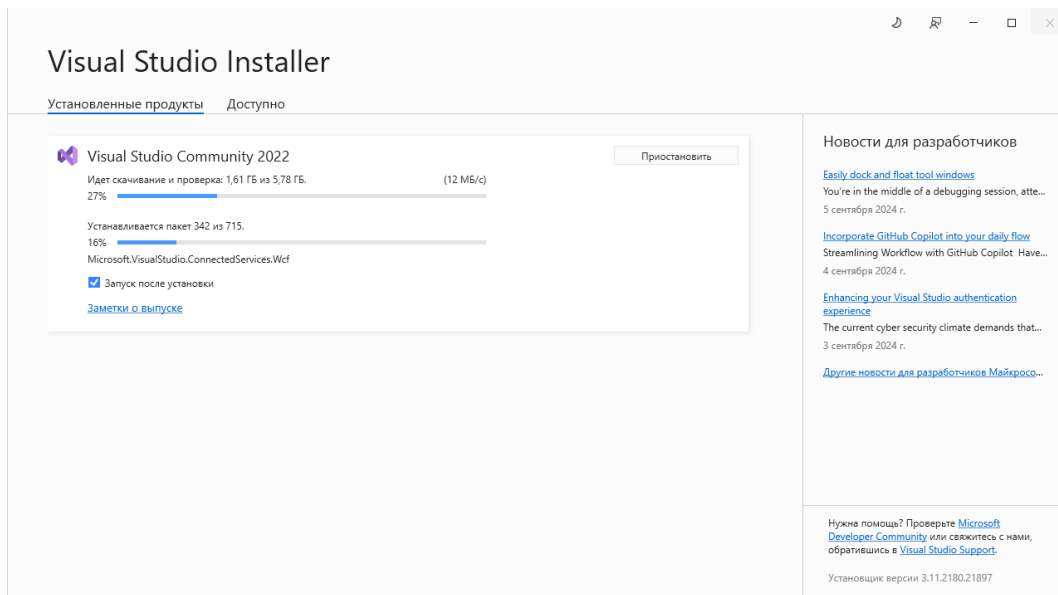 Visual Studio Installer
Установленные продукты Доступно
Visual Studio Community 2022
Приостановить
Идет скачивание и проверка: 1,61 ГБ из 5,78 ГБ. (12 МБ/с)
27%
Устанавливается пакет 342 из 715.
16%
Microsoft.VisualStudio.ConnectedServices.Wcf
Запуск после установки
Заметки о выпуске
Новости для разработчиков
Easily dock and float tool windows
You're in the middle of a debugging session, atte...
5 сентября 2024 г.
Incorporate GitHub Copilot into your daily flow
Streamlining Workflow with GitHub Copilot Have...
4 сентября 2024 г.
Enhancing your Visual Studio authentication
experience
The current cyber security climate demands that...
3 сентября 2024 г.
Другие новости для разработчиков Майкросо...
Нужна помощь? Проверьте Microsoft
Developer Community или свяжитесь с нами,
обратившись в Visual Studio Support.
Установщик версии 3.11.2180.21897